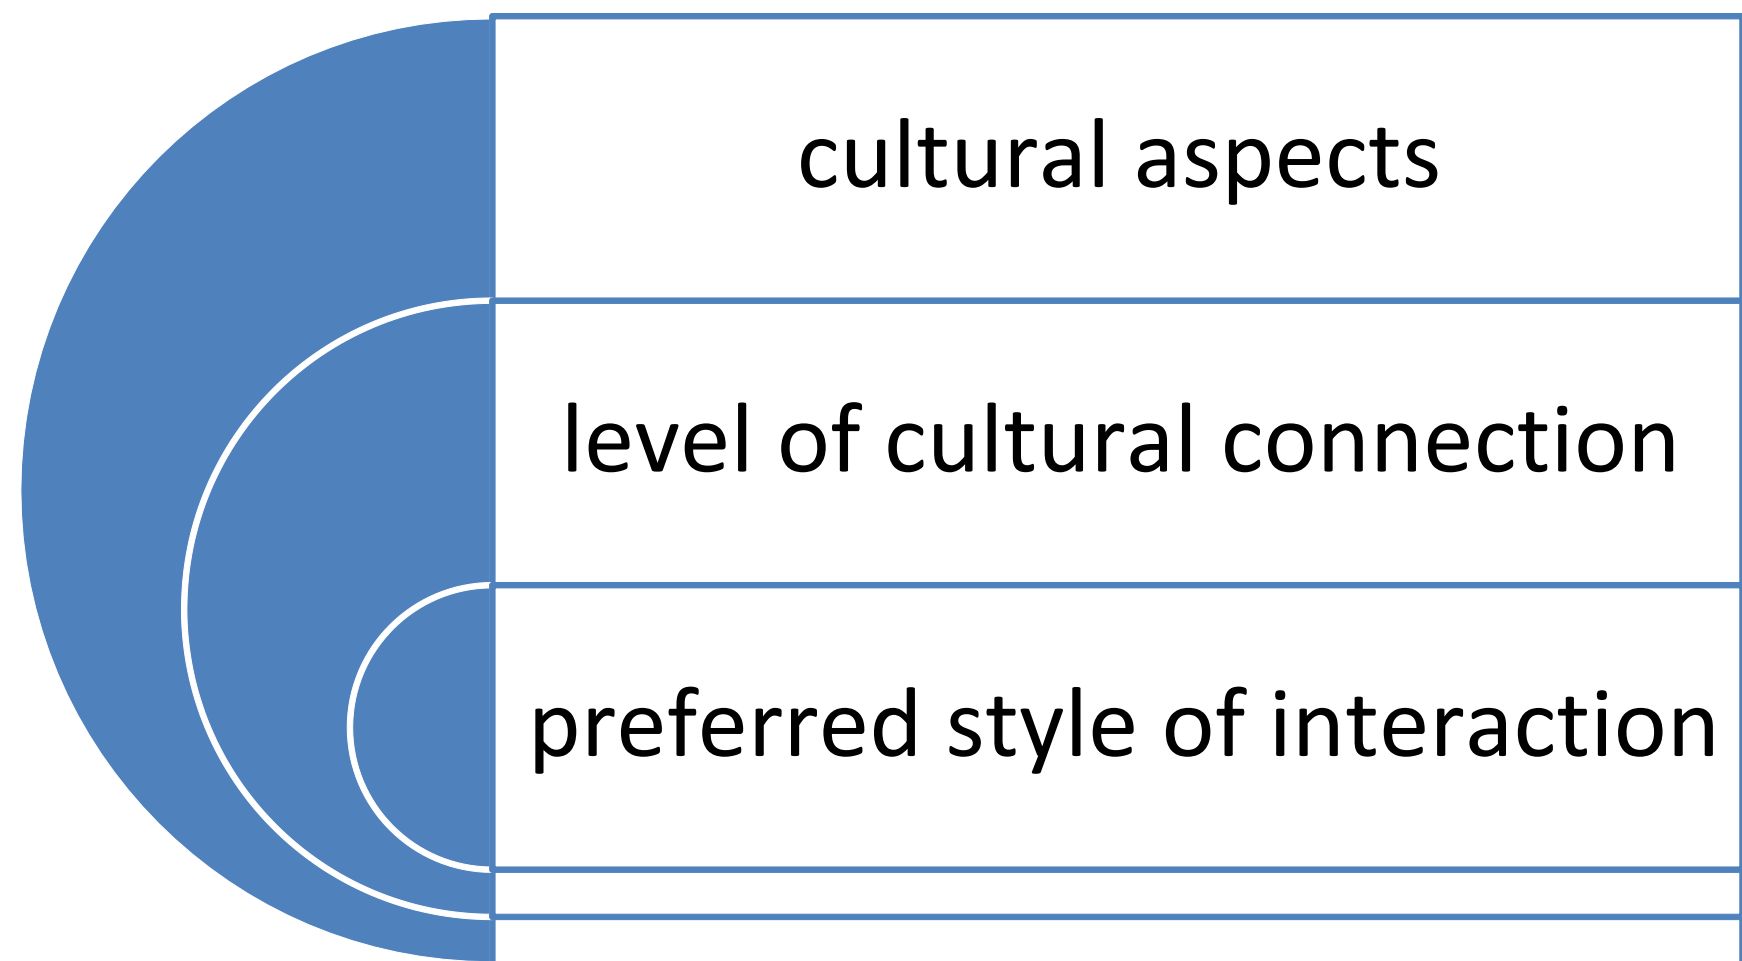 cultural aspects
level of cultural connection
preferred style of interaction